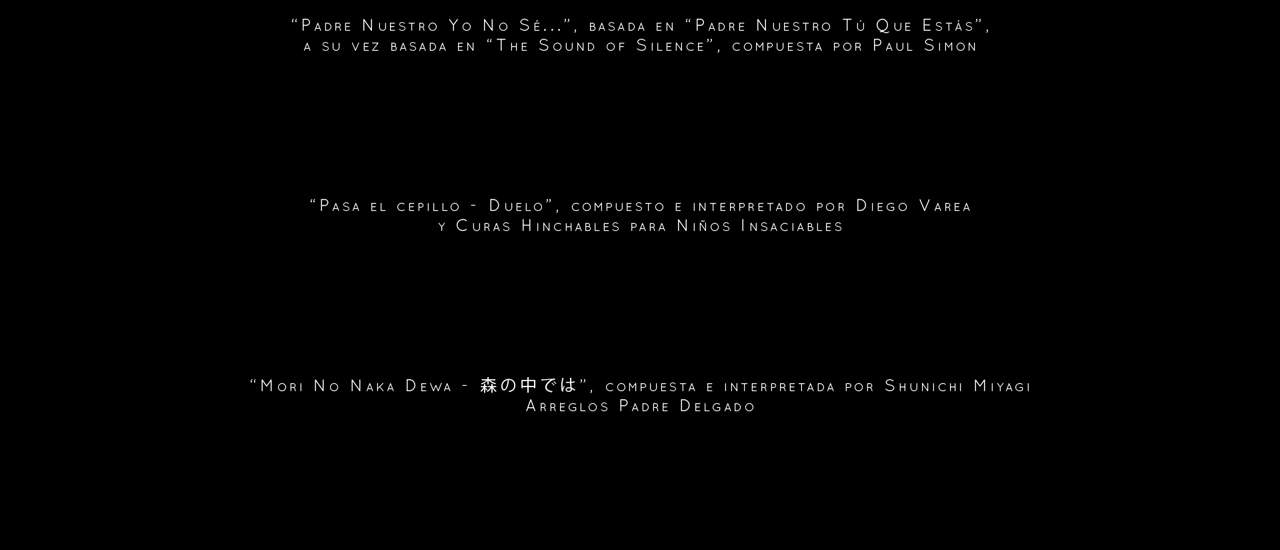 “Padre Nuestro Yo No Sé...”, basada en “Padre Nuestro Tú Que Estás”,
a su vez basada en “The Sound of Silence”, compuesta por Paul Simon
“Pasa el cepillo - Duelo”, compuesto e interpretado por Diego Varea
y Curas Hinchables para Niños Insaciables
“Mori No Naka Dewa - 森の中では”, compuesta e interpretada por Shunichi Miyagi
Arreglos Padre Delgado